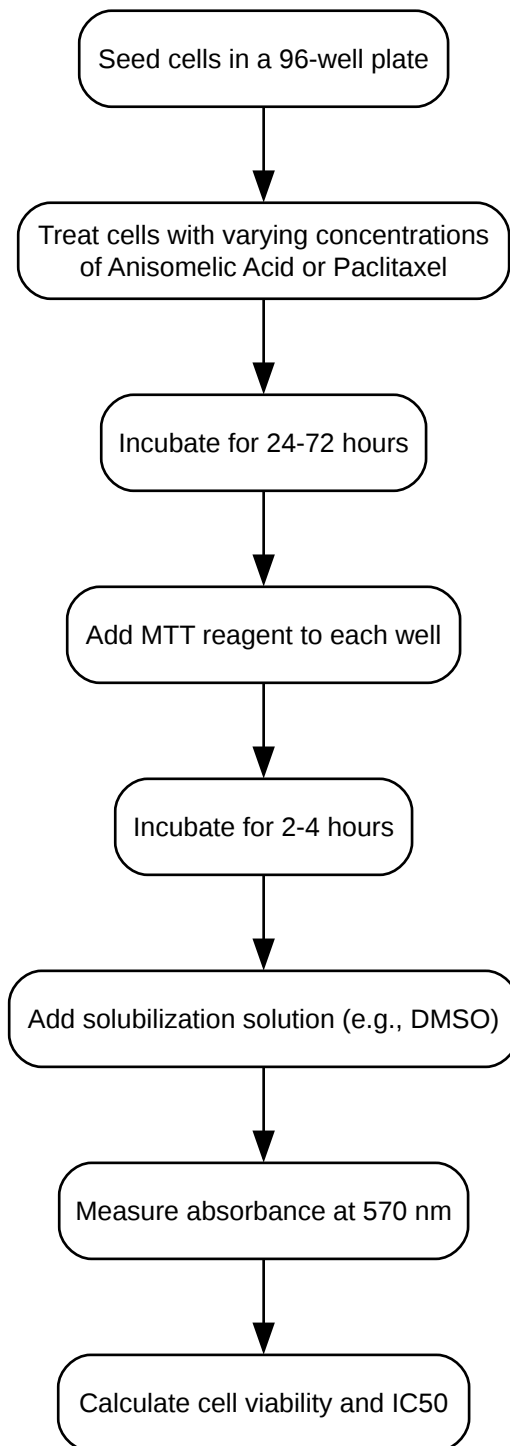 Seed cells in a 96-well plate
Treat cells with varying concentrations
of Anisomelic Acid or Paclitaxel
Incubate for 24-72 hours
Add MTT reagent to each well
Incubate for 2-4 hours
Add solubilization solution (e.g., DMSO)
Measure absorbance at 570 nm
Calculate cell viability and IC50